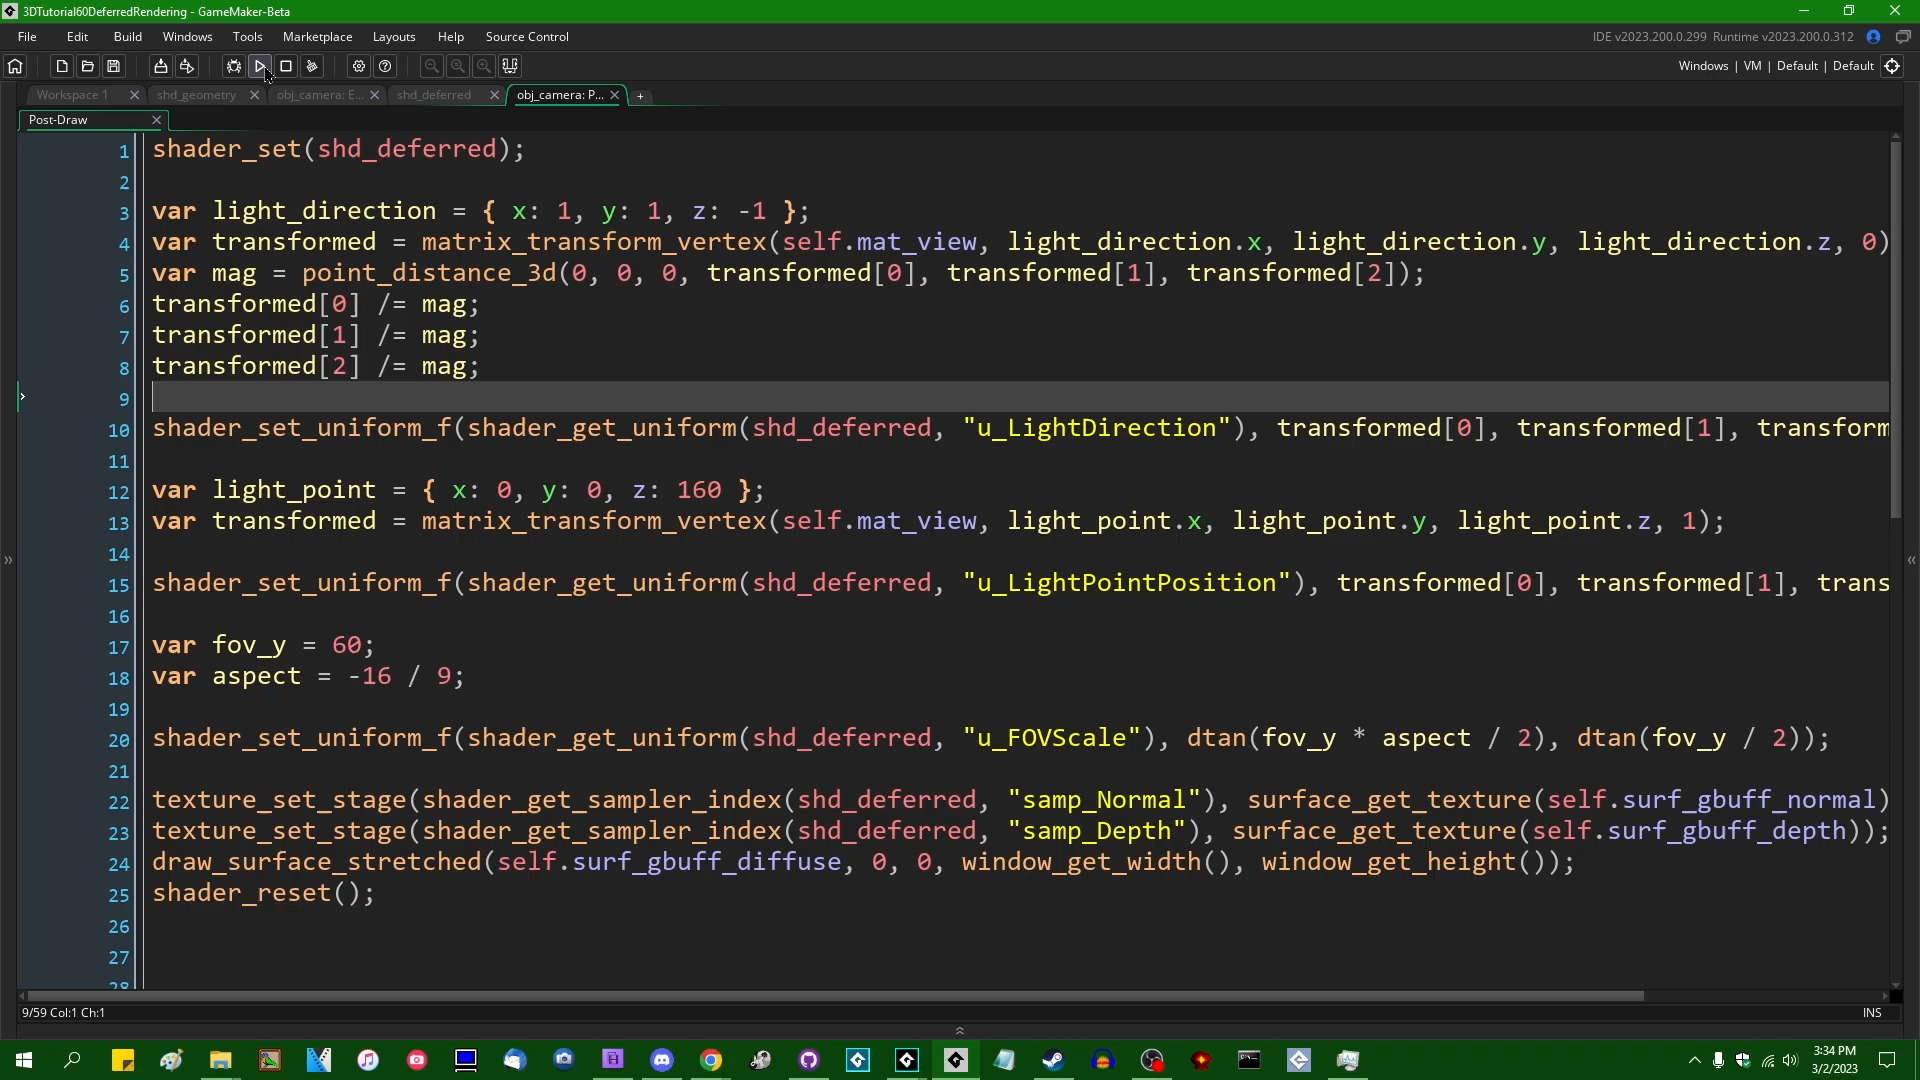 3DTutorial60DeferredRendering - GameMaker-Beta
File Edit Build Windows Tools Marketplace Layouts Help Source Control
IDE v2023.200.0.299 Runtime v2023.200.0.312
Windows | VM | Default | Default
Workspace 1 shd_geometry obj_camera: E... shd_deferred obj_camera: P... +
Post-Draw
1 shader_set(shd_deferred);
2
3 var light_direction = { x: 1, y: 1, z: -1 };
4 var transformed = matrix_transform_vertex(self.mat_view, light_direction.x, light_direction.y, light_direction.z, 0)
5 var mag = point_distance_3d(0, 0, 0, transformed[0], transformed[1], transformed[2]);
6 transformed[0] /= mag;
7 transformed[1] /= mag;
8 transformed[2] /= mag;
9
10 shader_set_uniform_f(shader_get_uniform(shd_deferred, "u_LightDirection"), transformed[0], transformed[1], transform
11
12 var light_point = { x: 0, y: 0, z: 160 };
13 var transformed = matrix_transform_vertex(self.mat_view, light_point.x, light_point.y, light_point.z, 1);
14
15 shader_set_uniform_f(shader_get_uniform(shd_deferred, "u_LightPointPosition"), transformed[0], transformed[1], trans
16
17 var fov_y = 60;
18 var aspect = -16 / 9;
19
20 shader_set_uniform_f(shader_get_uniform(shd_deferred, "u_FOVScale"), dtan(fov_y * aspect / 2), dtan(fov_y / 2));
21
22 texture_set_stage(shader_get_sampler_index(shd_deferred, "samp_Normal"), surface_get_texture(self.surf_gbuff_normal)
23 texture_set_stage(shader_get_sampler_index(shd_deferred, "samp_Depth"), surface_get_texture(self.surf_gbuff_depth));
24 draw_surface_stretched(self.surf_gbuff_diffuse, 0, 0, window_get_width(), window_get_height());
25 shader_reset();
26
27
28
9/59 Col:1 Ch:1
INS
3:34 PM
3/2/2023